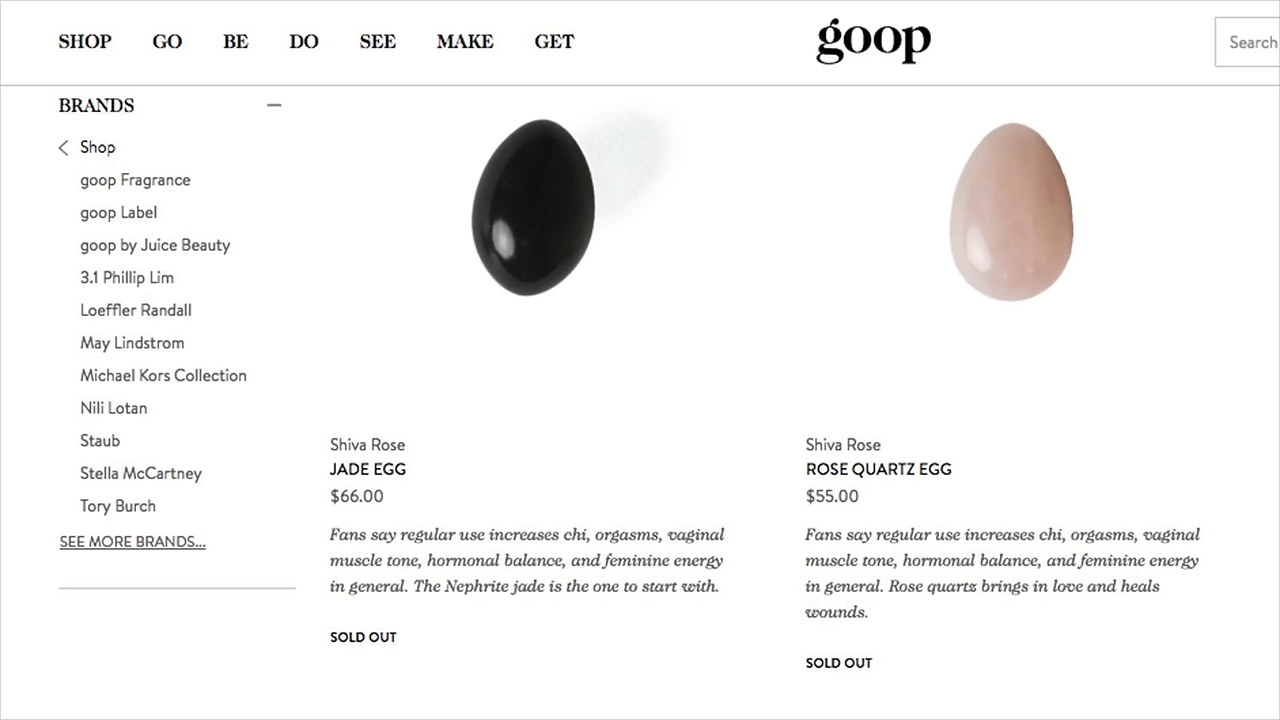 SHOP GO BE DO SEE MAKE GET
goop
Search
BRANDS
Shop
goop Fragrance
goop Label
goop by Juice Beauty
3.1 Phillip Lim
Loeffler Randall
May Lindstrom
Michael Kors Collection
Nili Lotan
Staub
Stella McCartney
Tory Burch
SEE MORE BRANDS...
Shiva Rose
JADE EGG
$66.00
Fans say regular use increases chi, orgasms, vaginal
muscle tone, hormonal balance, and feminine energy
in general. The Nephrite jade is the one to start with.
SOLD OUT
Shiva Rose
ROSE QUARTZ EGG
$55.00
Fans say regular use increases chi, orgasms, vaginal
muscle tone, hormonal balance, and feminine energy
in general. Rose quartz brings in love and heals
wounds.
SOLD OUT